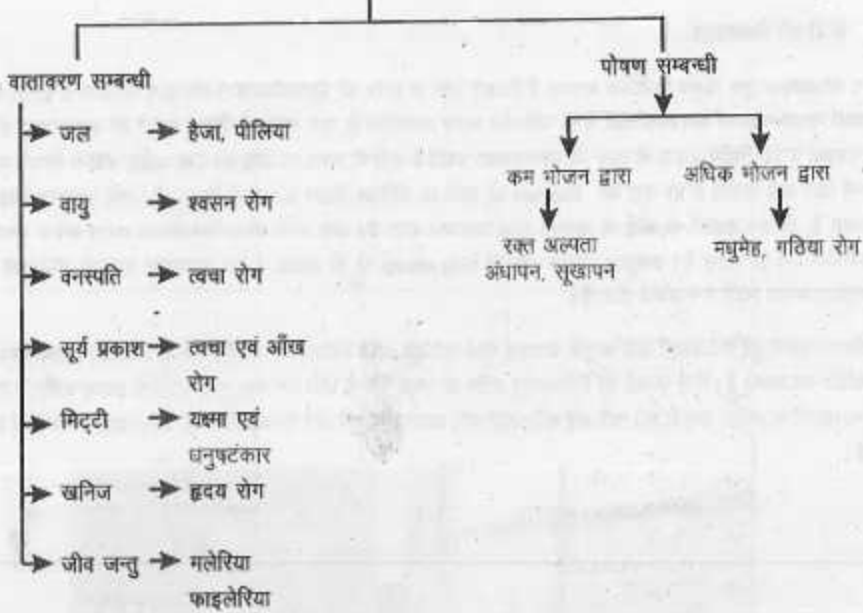 वातावरण सम्बन्धी
जल → हैजा, पीलिया
वायु → श्वसन रोग
वनस्पति → त्वचा रोग
सूर्य प्रकाश → त्वचा एवं आँख
रोग
मिट्टी → यक्ष्मा एवं
धनुषटंकार
खनिज → हृदय रोग
जीव जन्तु → मलेरिया
फाइलेरिया
पोषण सम्बन्धी
कम भोजन द्वारा
रक्त अल्पता
अंधापन, सूखापन
अधिक भोजन द्वारा
मधुमेह, गठिया रोग